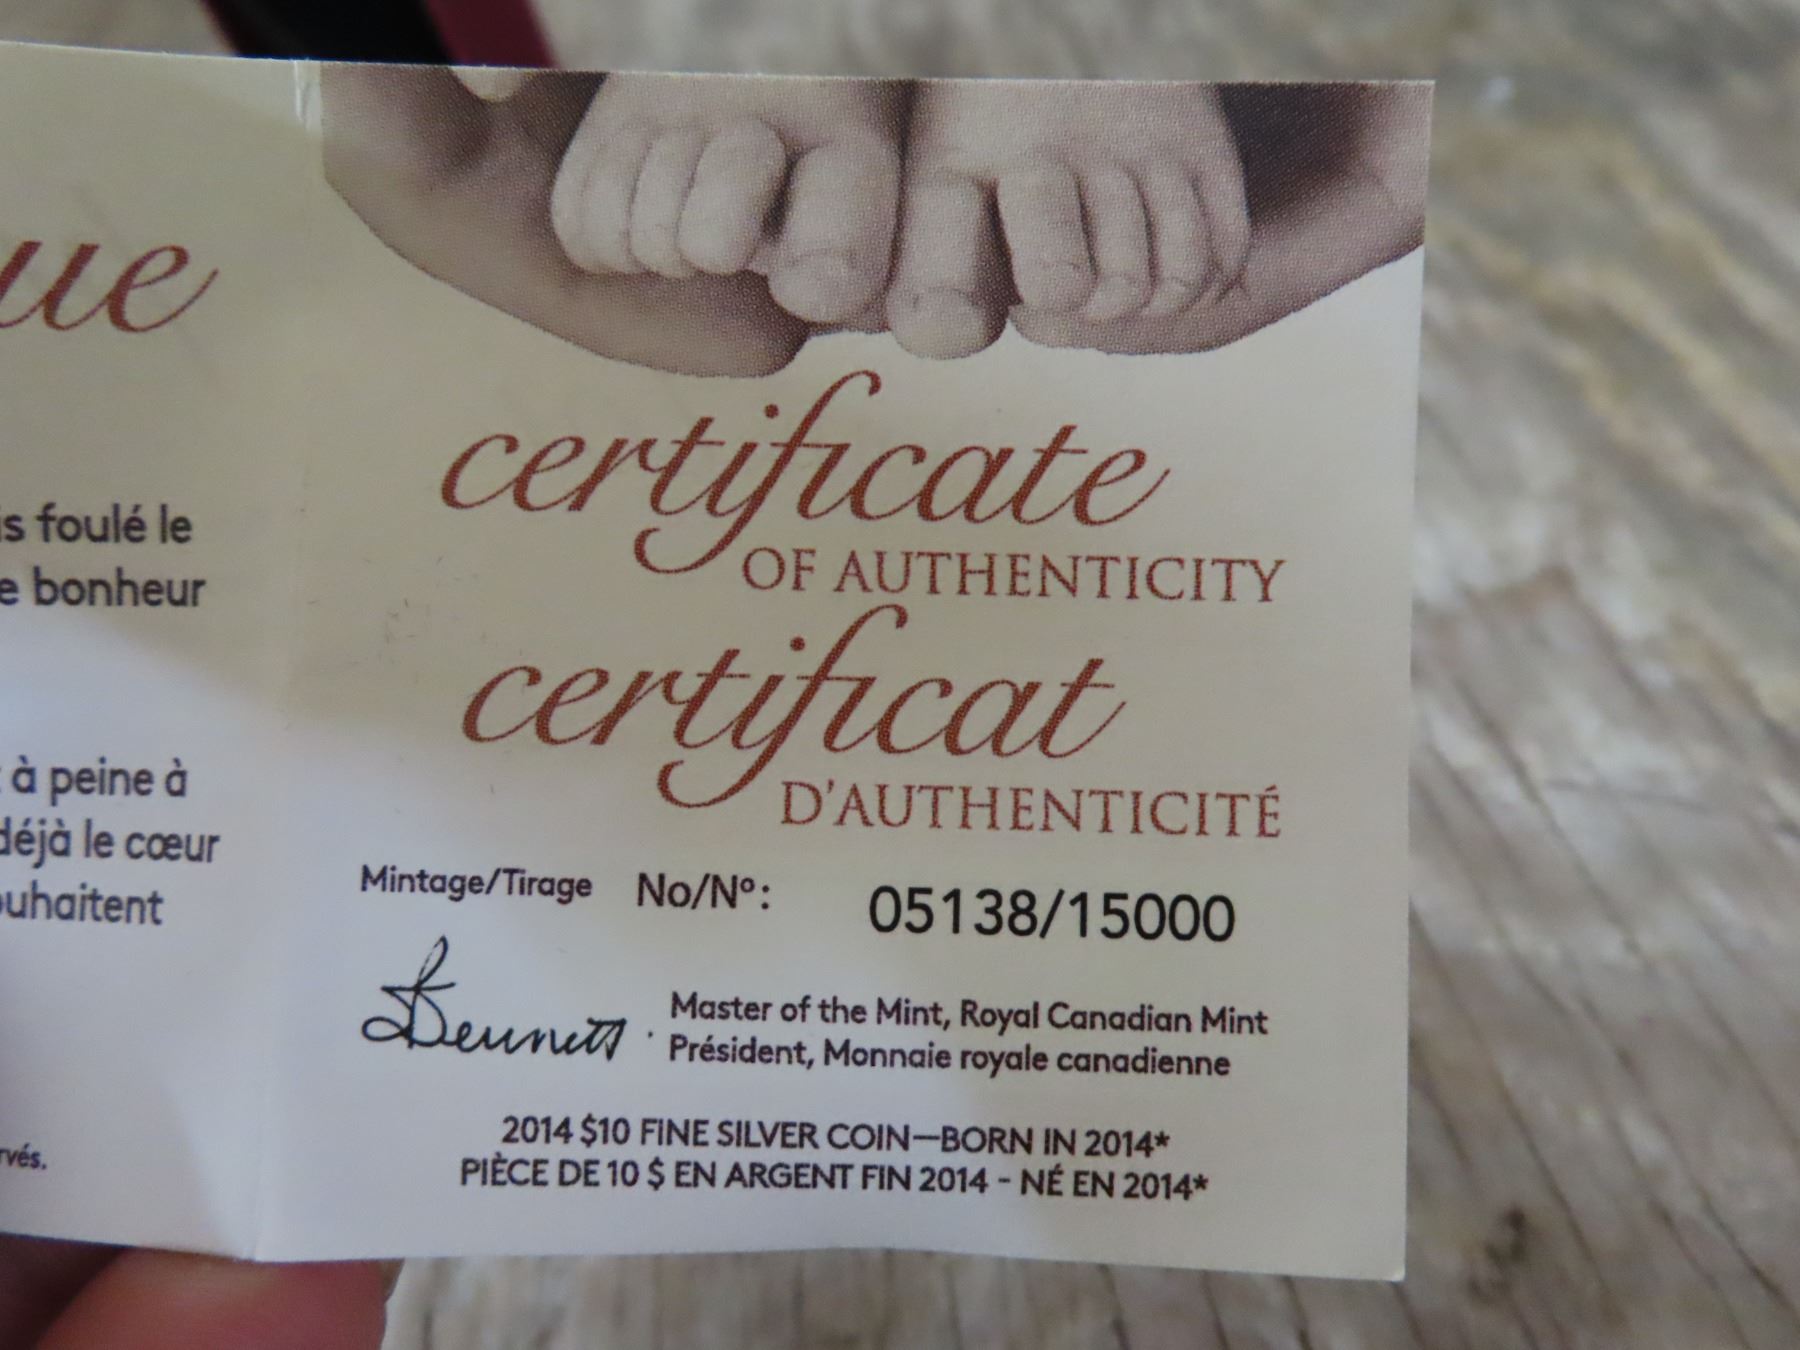 ue
foulé le
bonheur
à peine à
déjà le cœur
certificate
OF AUTHENTICITY
certificat
D'AUTHENTICITÉ
Mintage/Tirage No/Nº: 05138/15000
Bennett
Master of the Mint, Royal Canadian Mint
Président, Monnaie royale canadienne
2014 $10 FINE SILVER COIN—BORN IN 2014*
PIÈCE DE 10 $ EN ARGENT FIN 2014 - NÉ EN 2014*